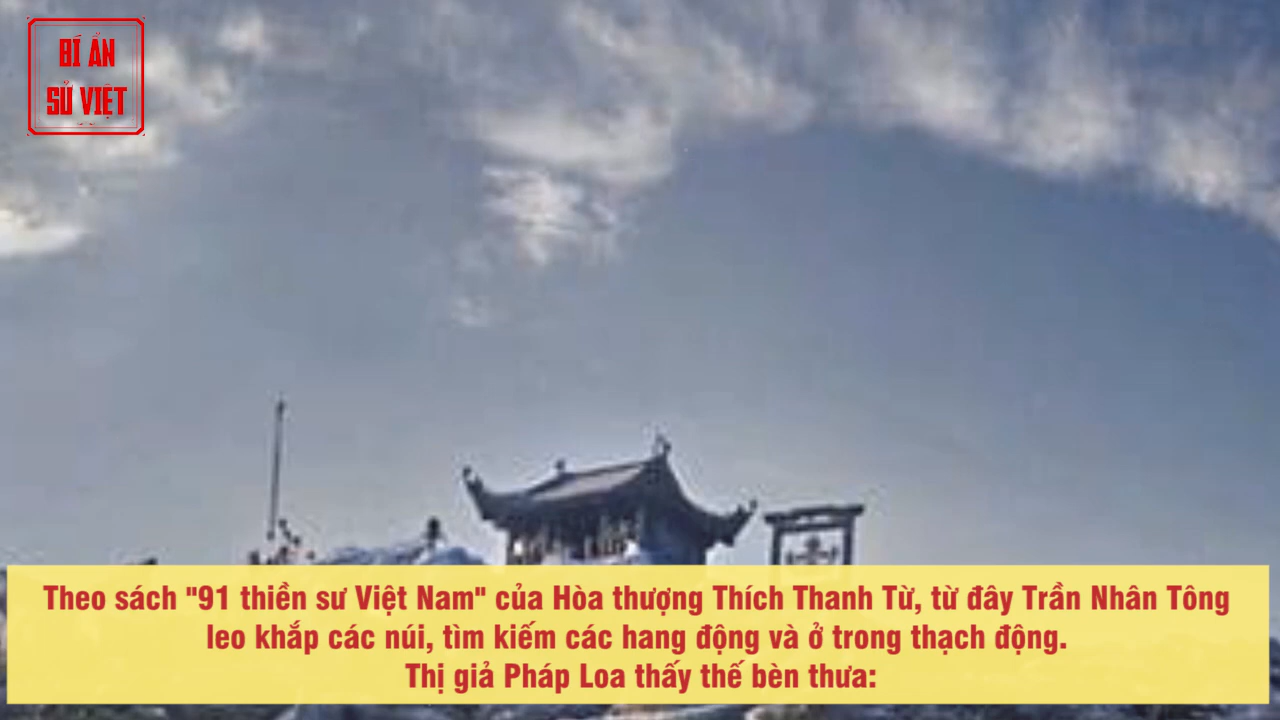 BÍ ẨN
SỬ VIỆT
Theo sách "91 thiền sư Việt Nam" của Hòa thượng Thích Thanh Từ, từ đây Trần Nhân Tông
leo khắp các núi, tìm kiếm các hang động và ở trong thạch động.
Thị giả Pháp Loa thấy thế bèn thưa: